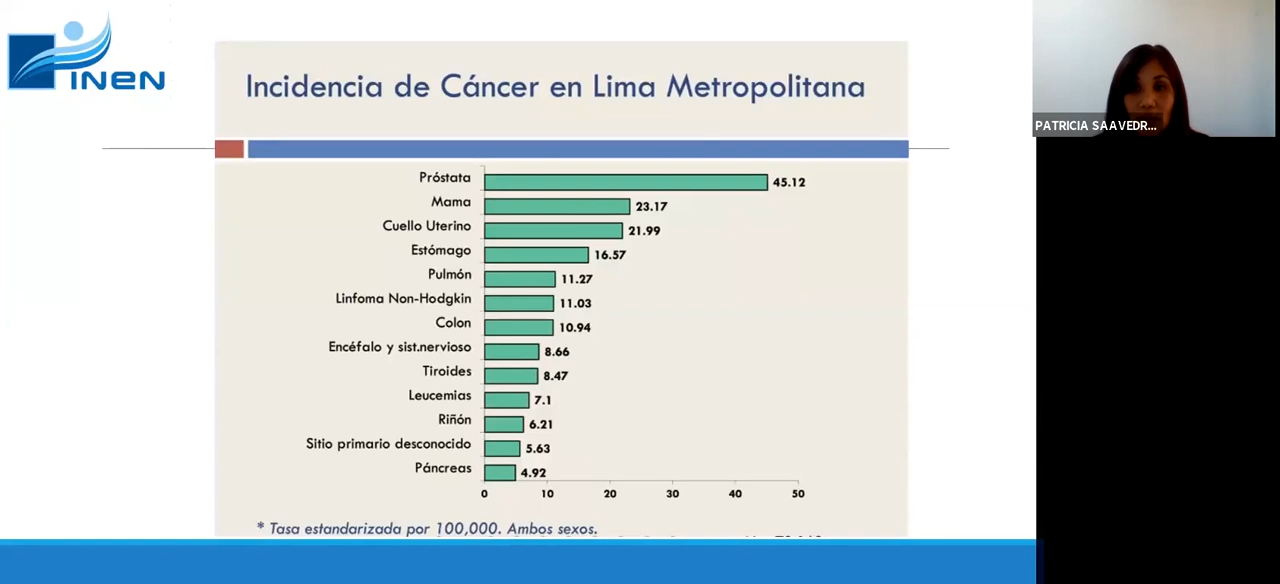 INEN
Incidencia de Cáncer en Lima Metropolitana
PATRICIA SAAVEDR...
Próstata 45.12
Mama 23.17
Cuello Uterino 21.99
Estómago 16.57
Pulmón 11.27
Linfoma Non-Hodgkin 11.03
Colon 10.94
Encéfalo y sist.nervioso 8.66
Tiroides 8.47
Leucemias 7.1
Riñón 6.21
Sitio primario desconocido 5.63
Páncreas 4.92
0 10 20 30 40 50
* Tasa estandarizada por 100,000. Ambos sexos.